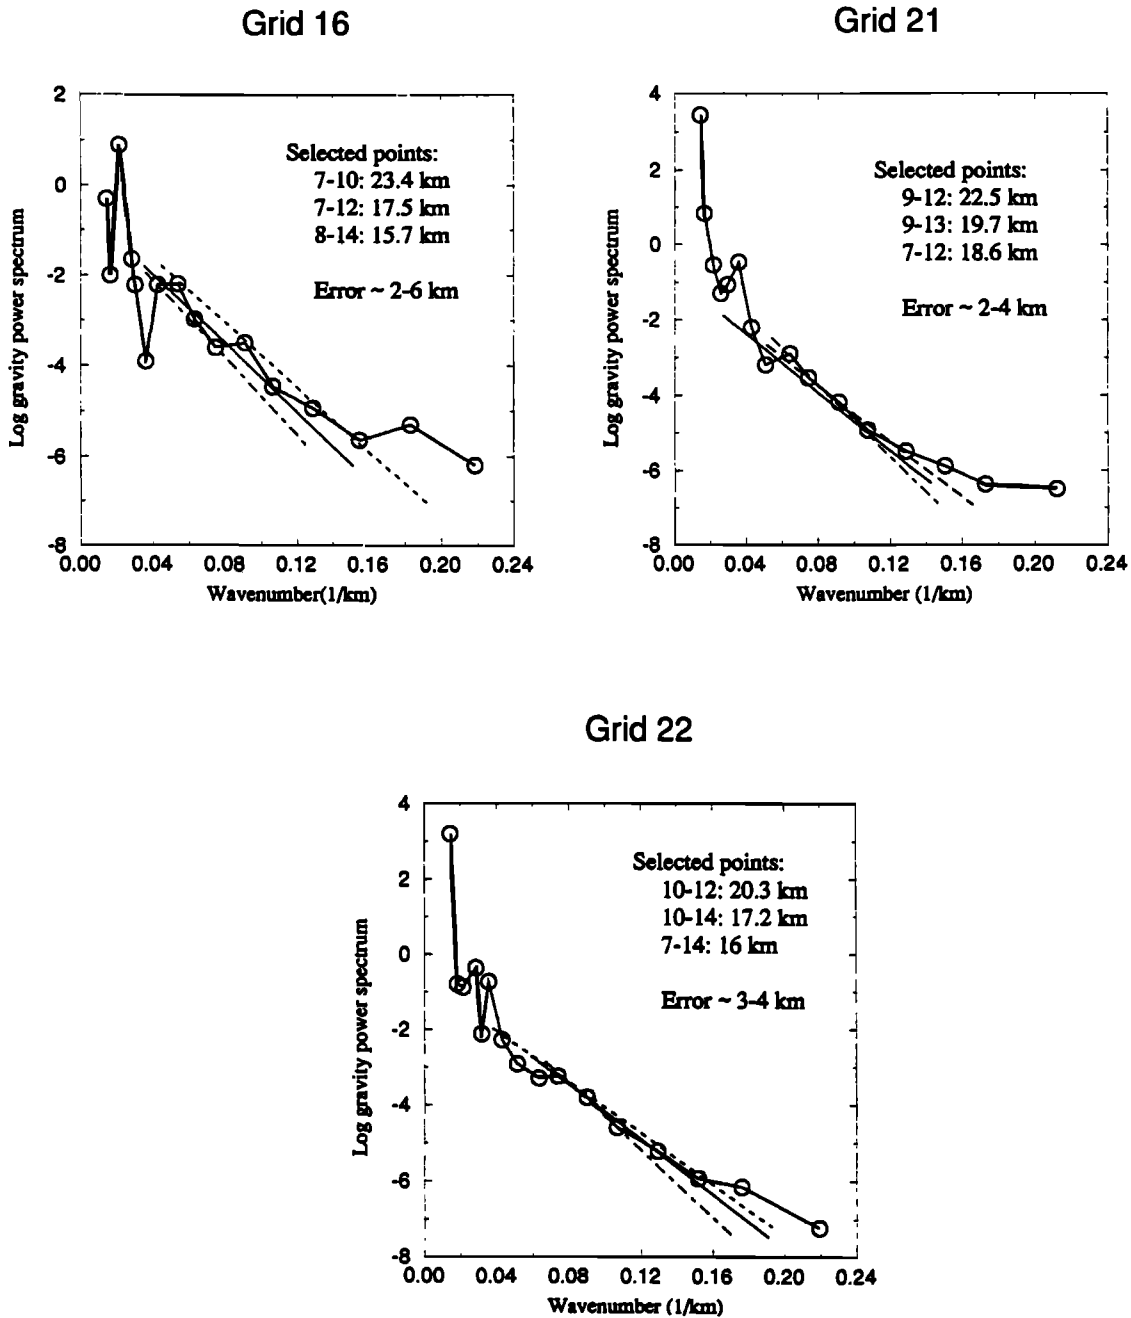 Grid 16
2
0
-2
-4
-6
-8
0.00 0.04 0.08 0.12 0.16 0.20 0.24
Log gravity power spectrum
Wavenumber(1/km)
Selected points:
7-10: 23.4 km
7-12: 17.5 km
8-14: 15.7 km
Error ~ 2-6 km
Grid 21
4
2
0
-2
-4
-6
-8
0.00 0.04 0.08 0.12 0.16 0.20 0.24
Log gravity power spectrum
Wavenumber (1/km)
Selected points:
9-12: 22.5 km
9-13: 19.7 km
7-12: 18.6 km
Error ~ 2-4 km
Grid 22
4
2
0
-2
-4
-6
-8
0.00 0.04 0.08 0.12 0.16 0.20 0.24
Log gravity power spectrum
Wavenumber (1/km)
Selected points:
10-12: 20.3 km
10-14: 17.2 km
7-14: 16 km
Error ~ 3-4 km